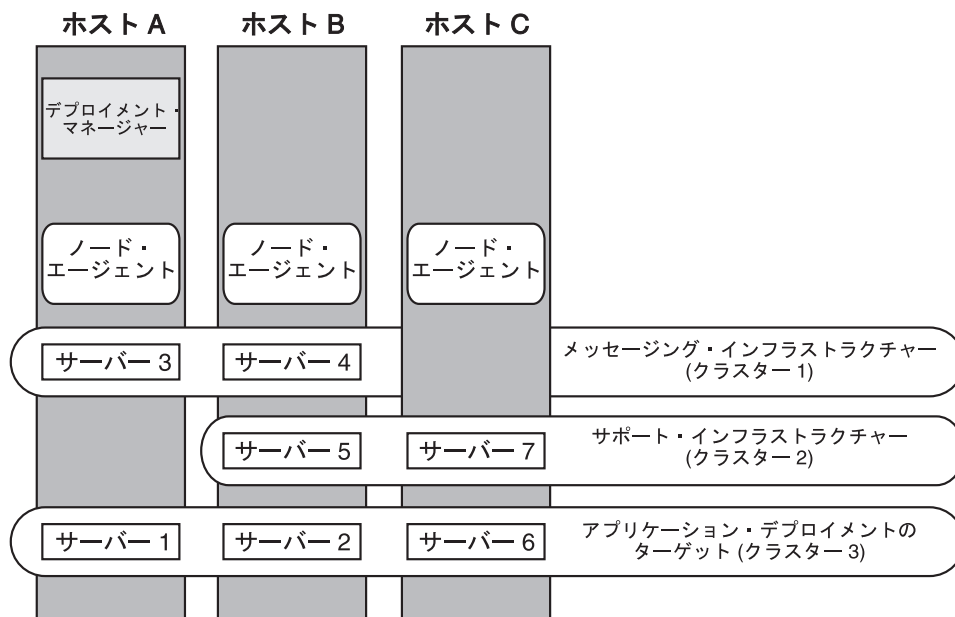 ホスト A
ホスト B
ホスト C
デプロイメント・
マネージャー
ノード・
エージェント
ノード・
エージェント
ノード・
エージェント
サーバー 3
サーバー 4
メッセージング・インフラストラクチャー
(クラスター 1)
サーバー 5
サーバー 7
サポート・インフラストラクチャー
(クラスター 2)
サーバー 1
サーバー 2
サーバー 6
アプリケーション・デプロイメントの
ターゲット (クラスター 3)